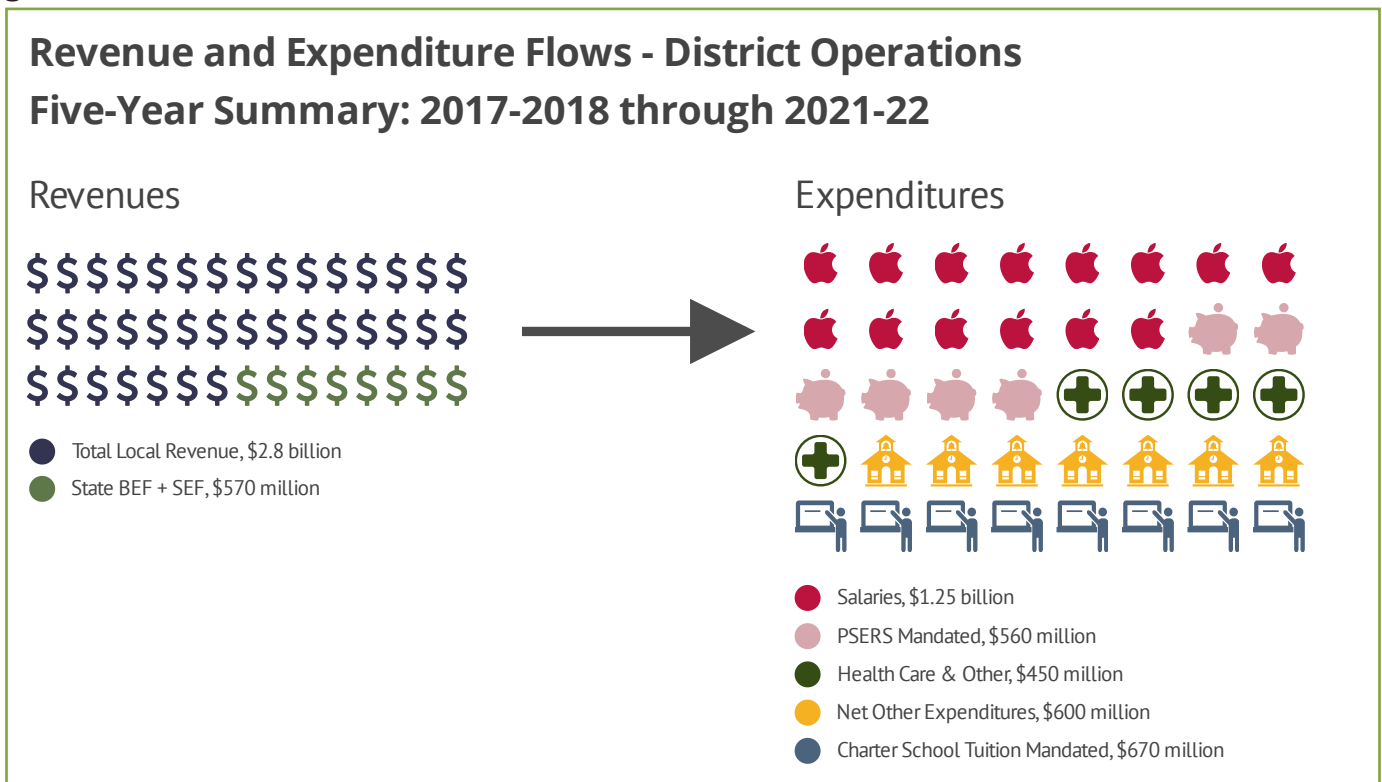 Revenue and Expenditure Flows - District Operations
Five-Year Summary: 2017-2018 through 2021-22
Revenues
$$$$$$$$$$$$$$$
$$$$$$$$$$$$$$$
$$$$$$$$$$$$$$$
Total Local Revenue, $2.8 billion
State BEF + SEF, $570 million
Expenditures
Salaries, $1.25 billion
PSERS Mandated, $560 million
Health Care & Other, $450 million
Net Other Expenditures, $600 million
Charter School Tuition Mandated, $670 million